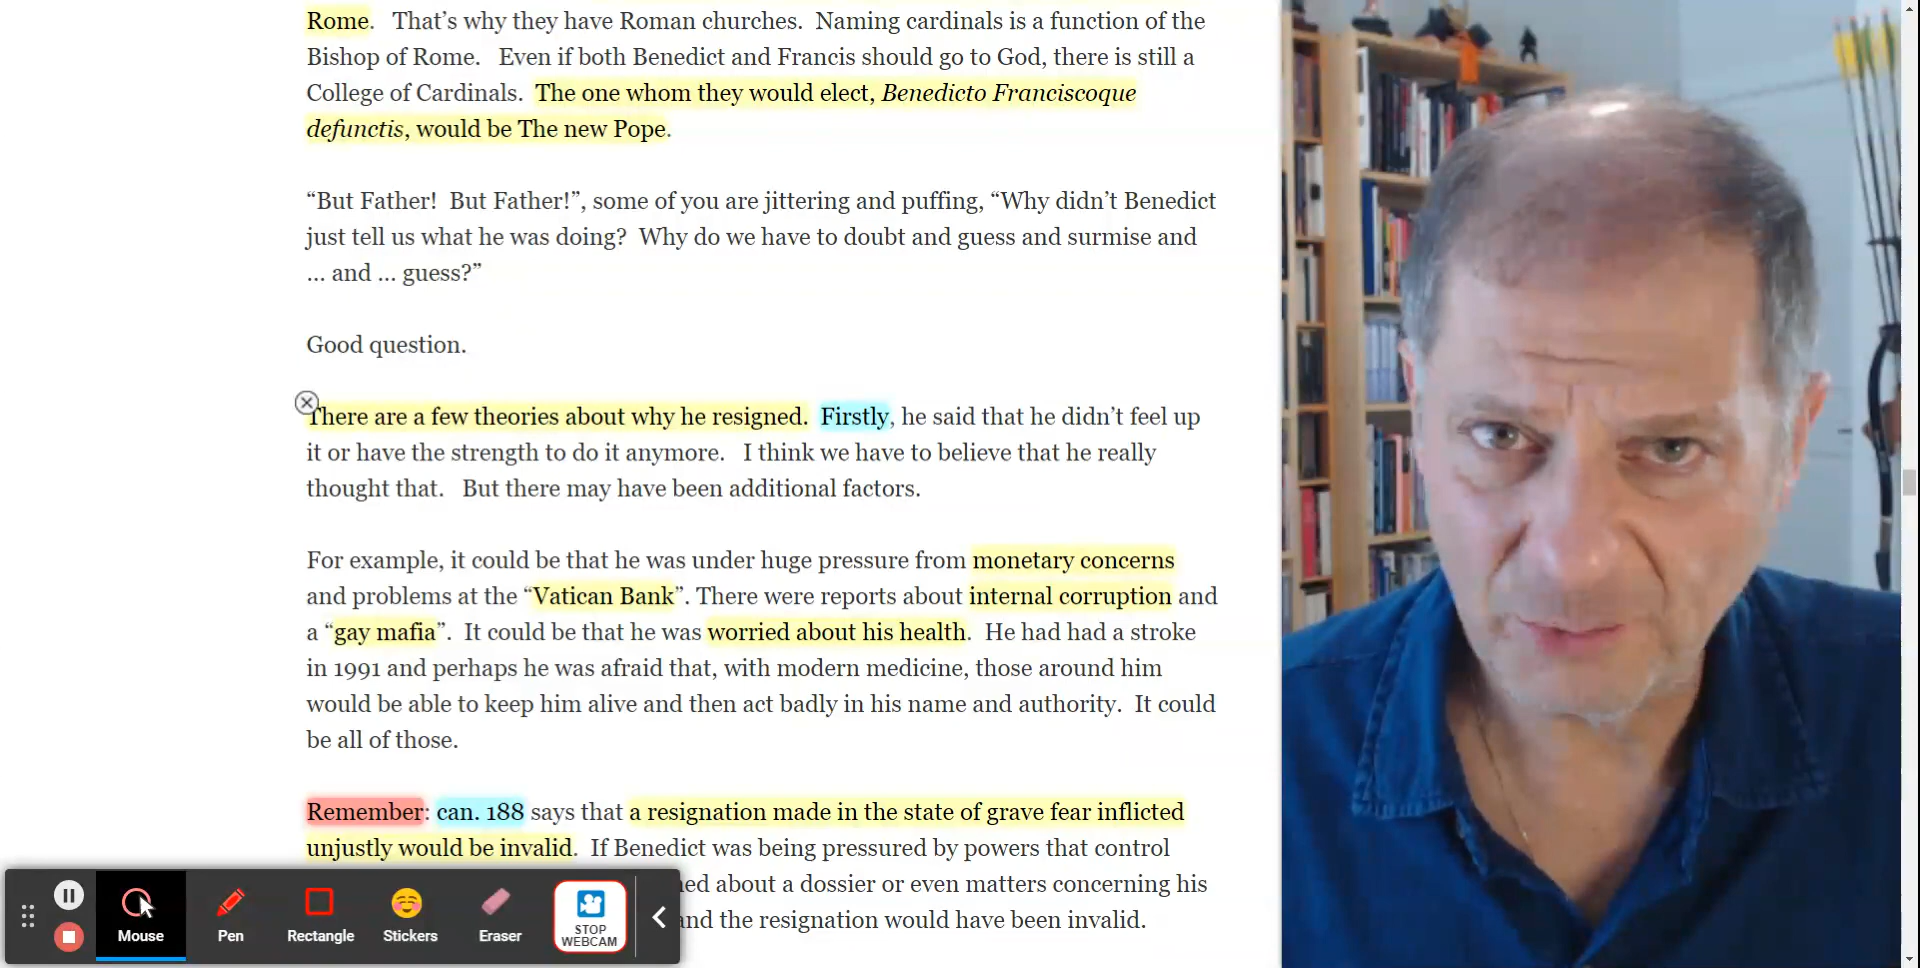 Rome. That’s why they have Roman churches. Naming cardinals is a function of the
Bishop of Rome. Even if both Benedict and Francis should go to God, there is still a
College of Cardinals. The one whom they would elect, Benedicto Franciscoque
defunctis, would be The new Pope.
“But Father! But Father!”, some of you are jittering and puffing, “Why didn’t Benedict
just tell us what he was doing? Why do we have to doubt and guess and surmise and
… and … guess?”
Good question.
There are a few theories about why he resigned. Firstly, he said that he didn’t feel up
it or have the strength to do it anymore. I think we have to believe that he really
thought that. But there may have been additional factors.
For example, it could be that he was under huge pressure from monetary concerns
and problems at the “Vatican Bank”. There were reports about internal corruption and
a “gay mafia”. It could be that he was worried about his health. He had had a stroke
in 1991 and perhaps he was afraid that, with modern medicine, those around him
would be able to keep him alive and then act badly in his name and authority. It could
be all of those.
Remember: can. 188 says that a resignation made in the state of grave fear inflicted
unjustly would be invalid. If Benedict was being pressured by powers that control
about a dossier or even matters concerning his
and the resignation would have been invalid.
Mouse
Pen
Rectangle
Stickers
Eraser
STOP
WEBCAM